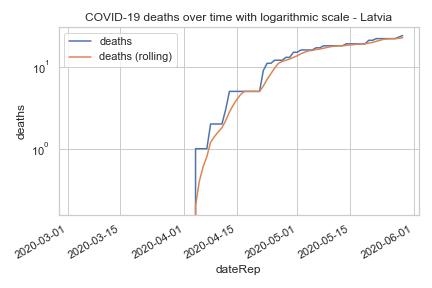 COVID-19 deaths over time with logarithmic scale - Latvia
deaths
deaths (rolling)
deaths
10¹
10⁰
2020-03-01
2020-03-15
2020-04-01
2020-04-15
2020-05-01
2020-05-15
2020-06-01
dateRep